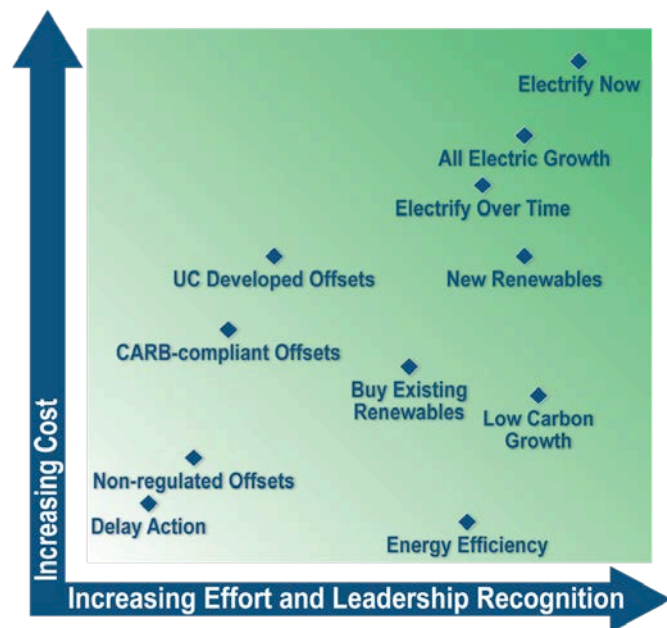 Electrify Now
All Electric Growth
Electrify Over Time
UC Developed Offsets
New Renewables
CARB-compliant Offsets
Buy Existing
Renewables
Low Carbon
Growth
Non-regulated Offsets
Delay Action
Energy Efficiency
Increasing Cost
Increasing Effort and Leadership Recognition